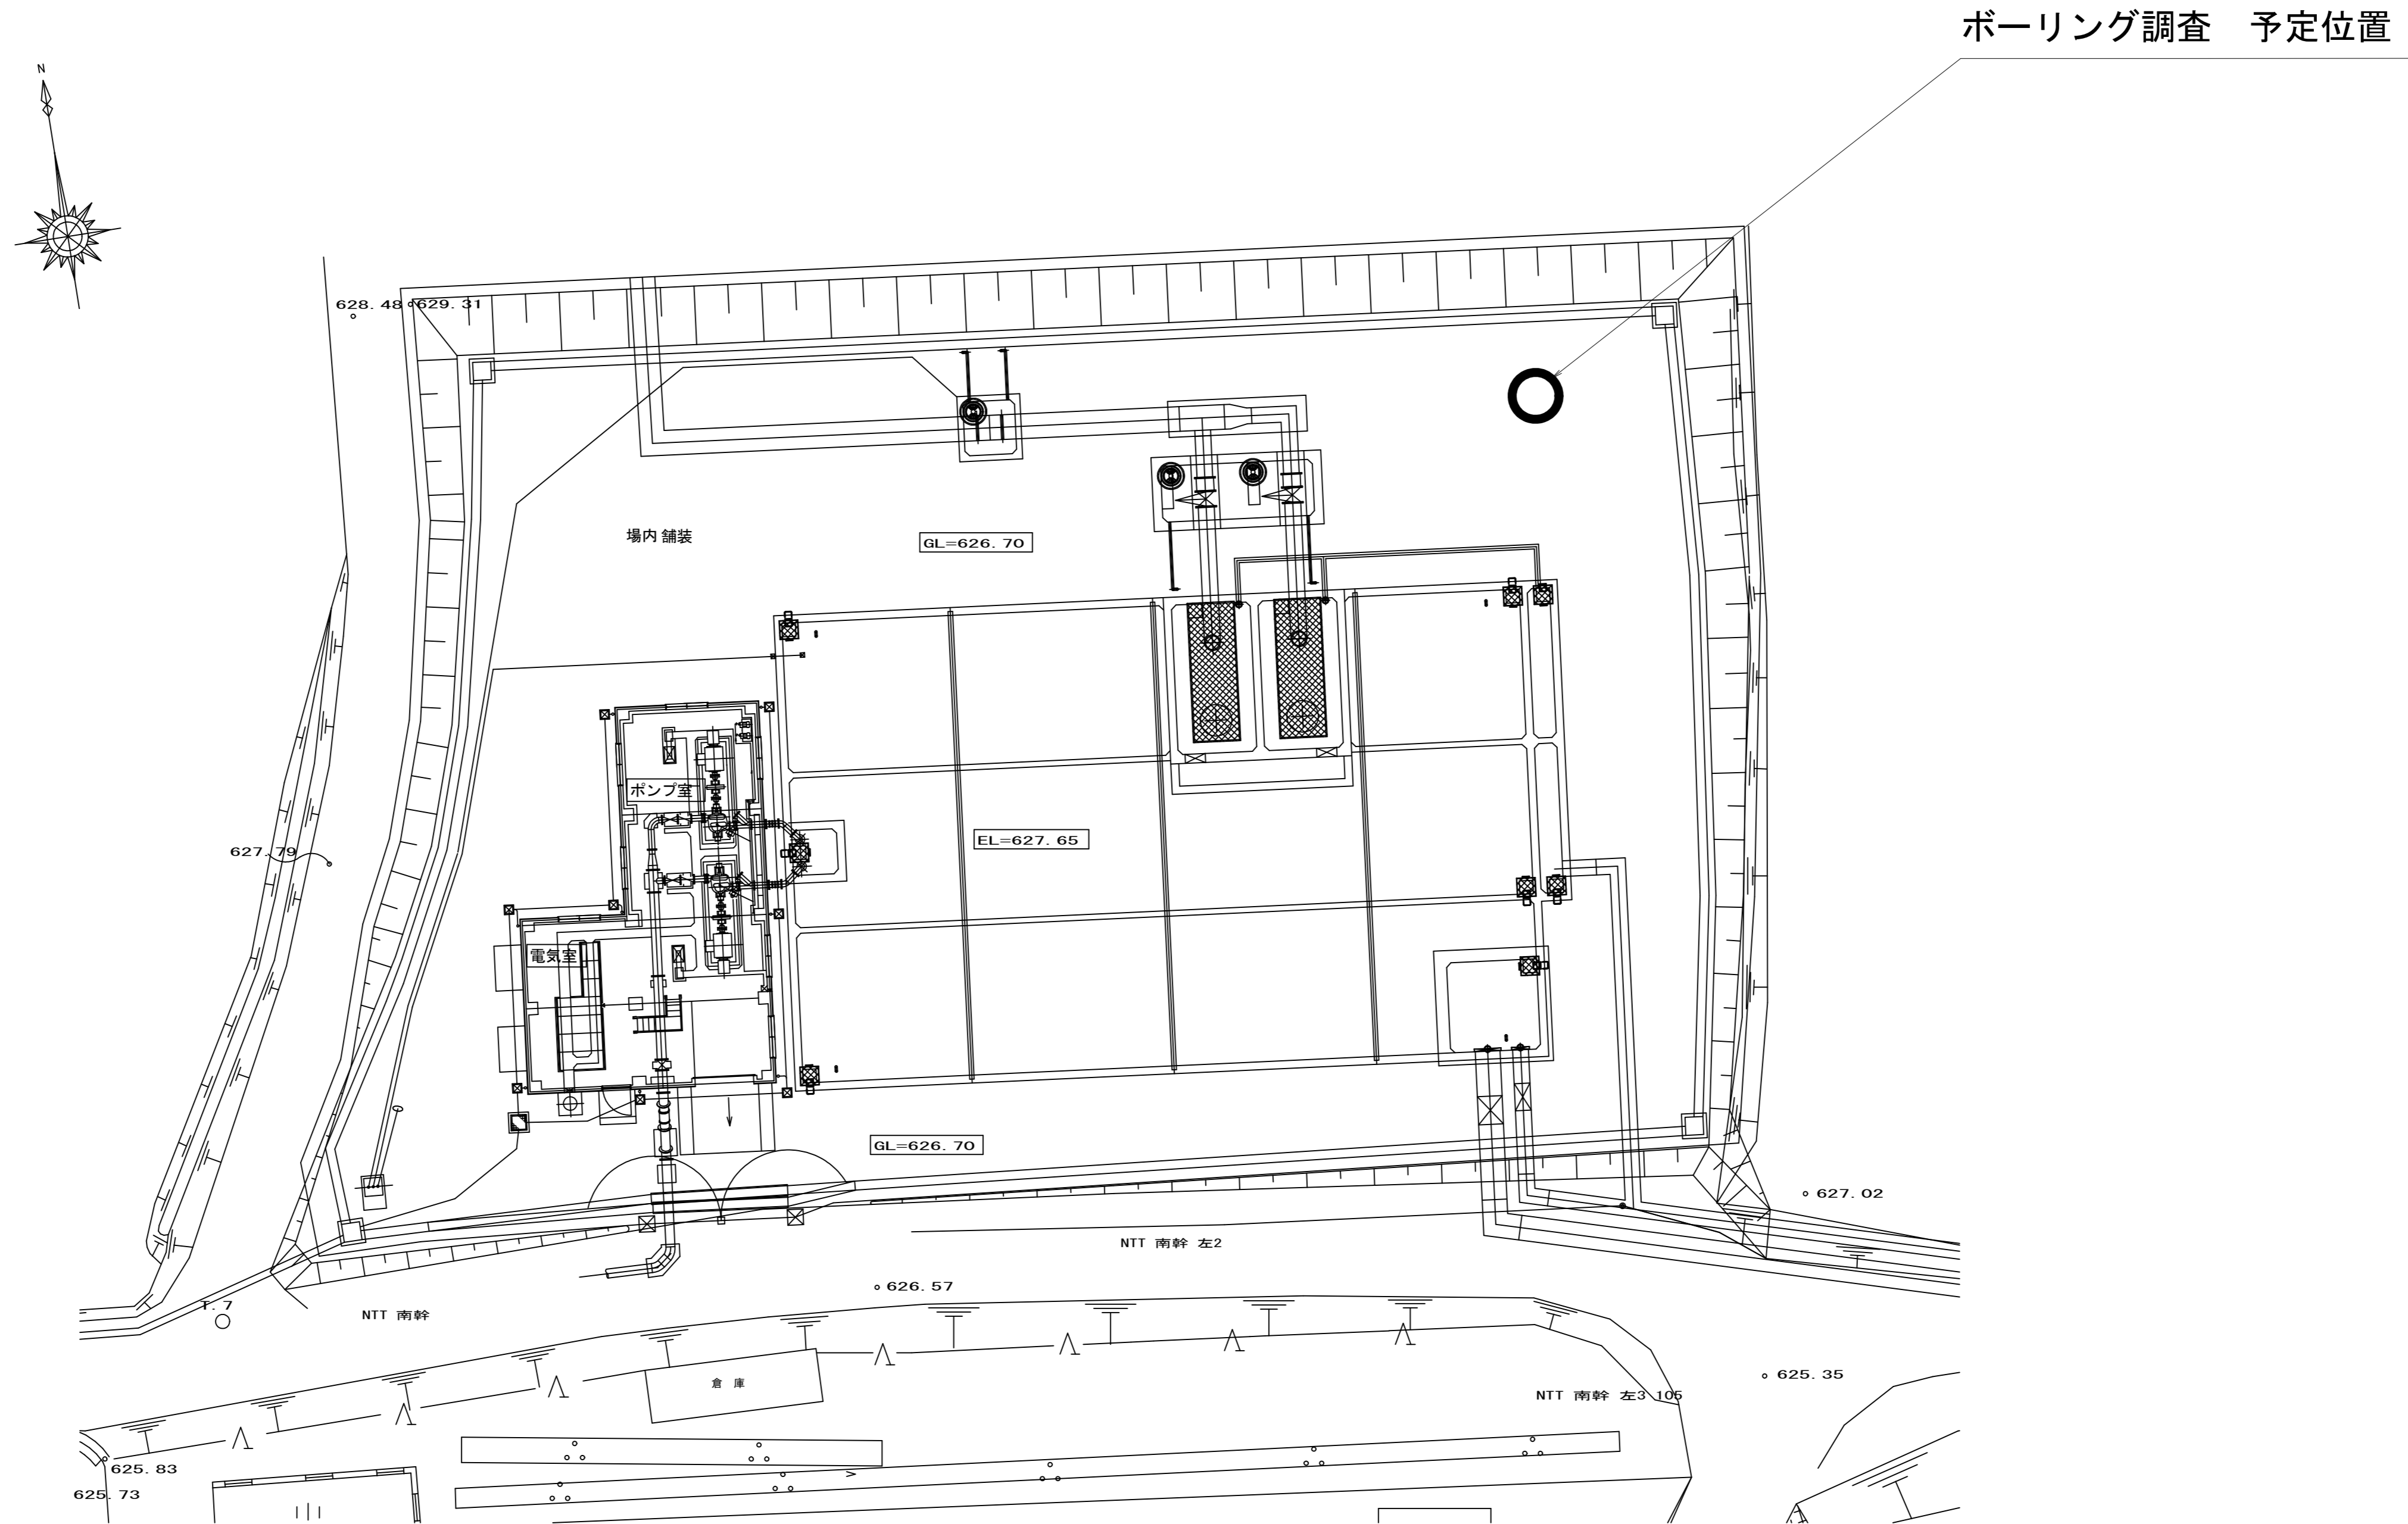 ボーリング調査　予定位置
N
628.48
629.31
場内舗装
GL=626.70
ポンプ室
627.79
EL=627.65
電気室
GL=626.70
627.02
NTT 南幹 左2
626.57
T.7
NTT 南幹
625.35
倉 庫
NTT 南幹 左3 105
625.83
625.73